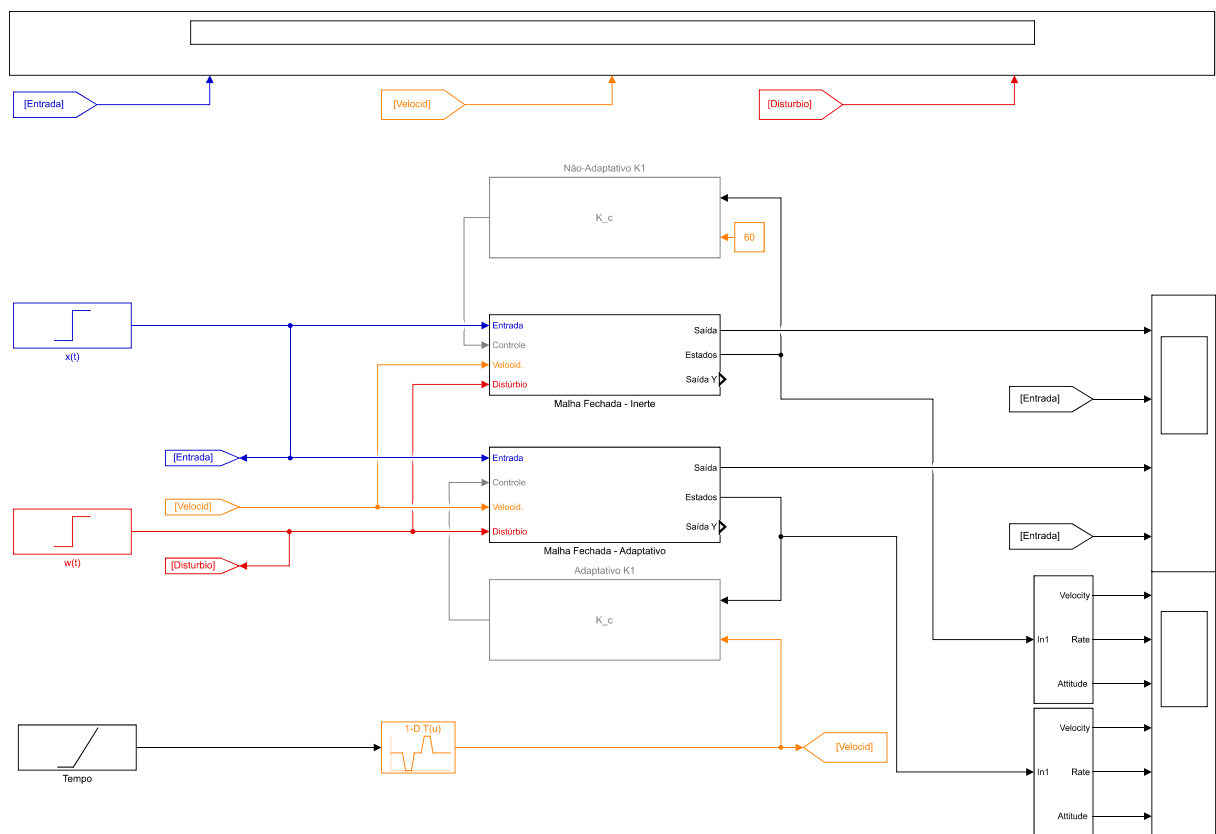 [Entrada]
[Velocid]
[Disturbio]
Não-Adaptativo K1
K_c
60
x(t)
Entrada
Controle
Velocid.
Distúrbio
Saída
Estados
Saída Y
Malha Fechada - Inerte
[Entrada]
[Entrada]
[Velocid]
Entrada
Controle
Velocid.
Distúrbio
Saída
Estados
Saída Y
Malha Fechada - Adaptativo
w(t)
[Disturbio]
[Entrada]
Adaptativo K1
K_c
In1
Velocity
Rate
Attitude
Tempo
1-D T(u)
[Velocid]
In1
Velocity
Rate
Attitude